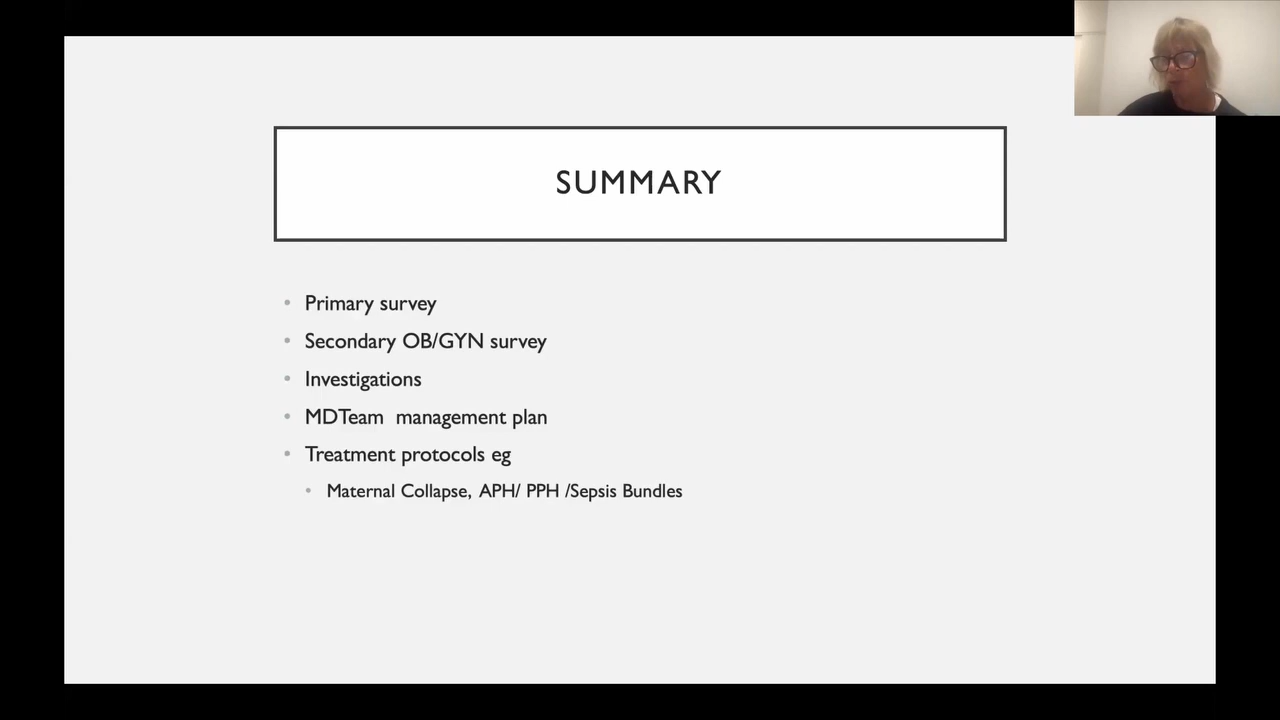 SUMMARY
• Primary survey
• Secondary OB/GYN survey
• Investigations
• MDTeam  management plan
• Treatment protocols eg
• Maternal Collapse, APH/ PPH /Sepsis Bundles